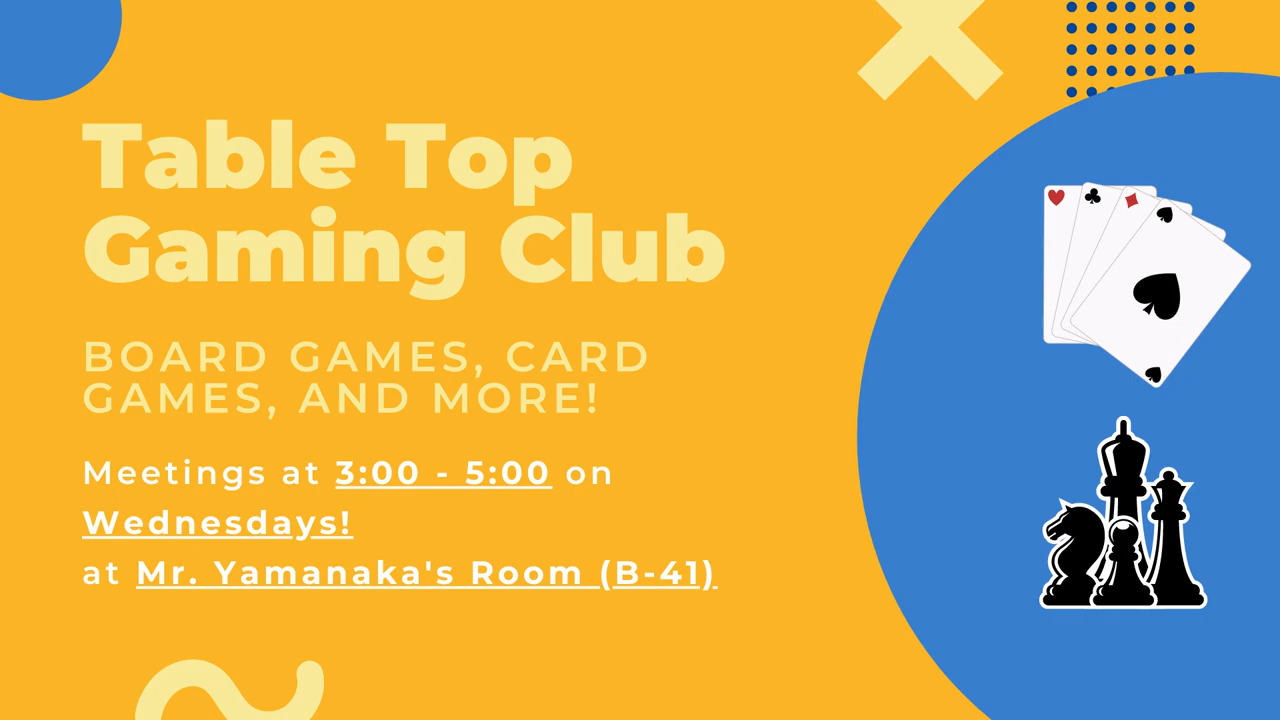 Table Top
Gaming Club
BOARD GAMES, CARD
GAMES, AND MORE!
Meetings at 3:00 - 5:00 on
Wednesdays!
at Mr. Yamanaka's Room (B-41)